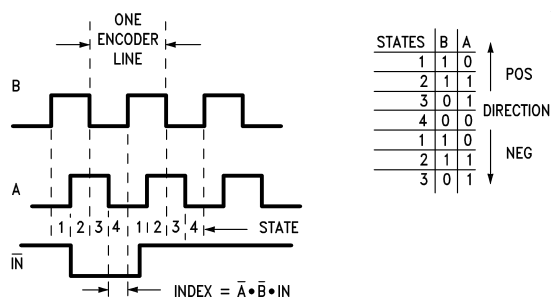 ONE
ENCODER
LINE
B
A
1 2 3 4 1 2 3 4 STATE
I̅N̅
INDEX = A̅•B̅•IN
STATES B A
1 1 0
2 1 1
3 0 1
4 0 0
1 1 0
2 1 1
3 0 1
POS
DIRECTION
NEG